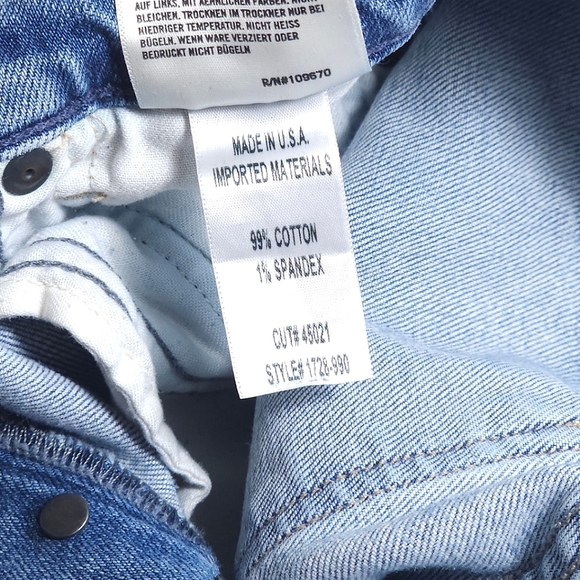 AUF LINKS, MIT AEHNLICHEN FARBEN. NICHT
BLEICHEN. TROCKNEN IM TROCKNER NUR BEI
NIEDRIGER TEMPERATUR. NICHT HEISS
BÜGELN. WENN WARE VERZIERT ODER
BEDRUCKT NICHT BÜGELN
R/N#109670
MADE IN U.S.A.
IMPORTED MATERIALS
99% COTTON
1% SPANDEX
CUT# 45021
STYLE# 1728-990